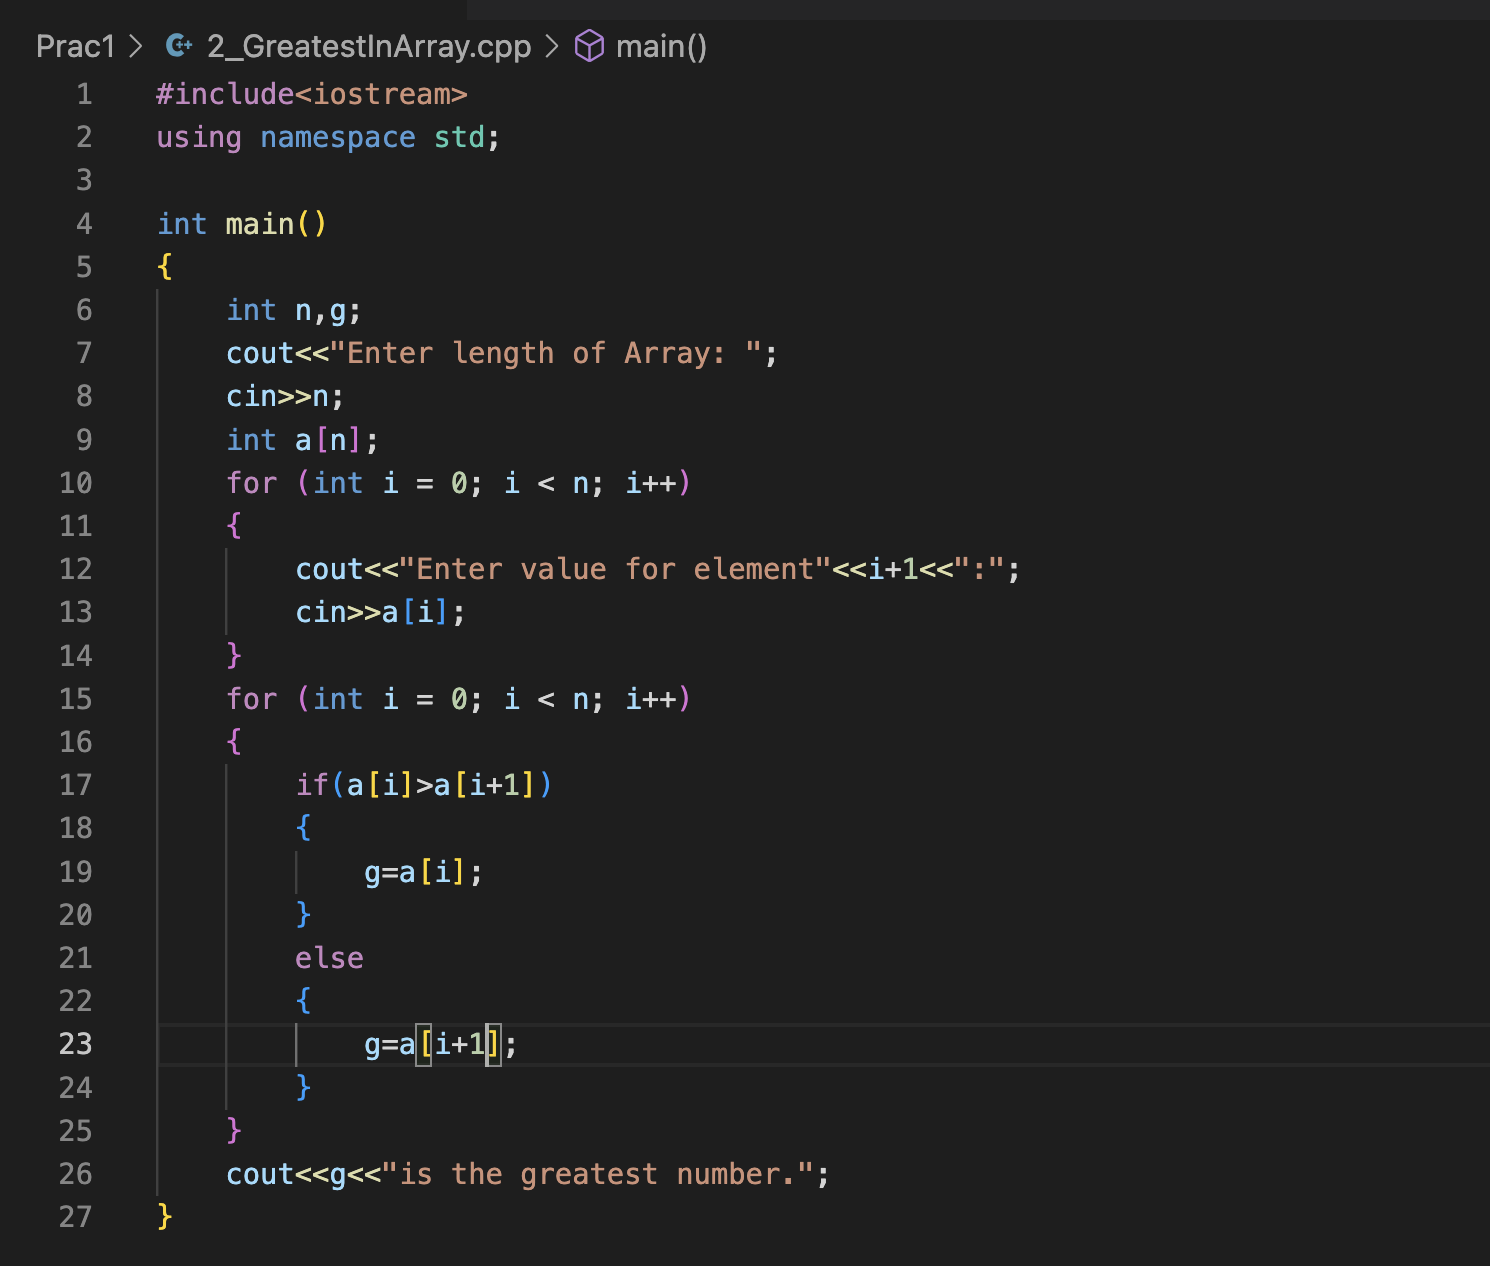 Prac1 > 2_GreatestInArray.cpp > main()
1 #include<iostream>
2 using namespace std;
3
4 int main()
5 {
6     int n,g;
7     cout<<"Enter length of Array: ";
8     cin>>n;
9     int a[n];
10     for (int i = 0; i < n; i++)
11     {
12         cout<<"Enter value for element"<<i+1<<":";
13         cin>>a[i];
14     }
15     for (int i = 0; i < n; i++)
16     {
17         if(a[i]>a[i+1])
18         {
19             g=a[i];
20         }
21         else
22         {
23             g=a[i+1];
24         }
25     }
26     cout<<g<<"is the greatest number.";
27 }